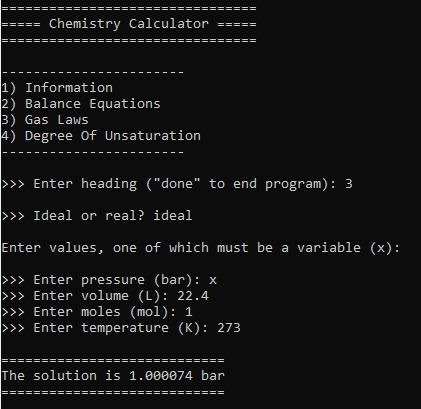 ================================
===== Chemistry Calculator =====
================================
-----------------------
1) Information
2) Balance Equations
3) Gas Laws
4) Degree Of Unsaturation
-----------------------
>>> Enter heading ("done" to end program): 3
>>> Ideal or real? ideal
Enter values, one of which must be a variable (x):
>>> Enter pressure (bar): x
>>> Enter volume (L): 22.4
>>> Enter moles (mol): 1
>>> Enter temperature (K): 273
============================
The solution is 1.000074 bar
============================